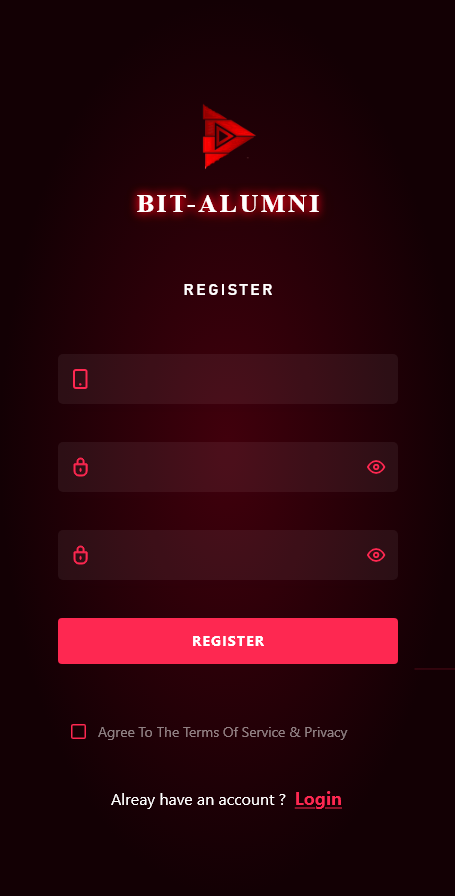 BIT-ALUMNI
REGISTER
REGISTER
Agree To The Terms Of Service & Privacy
Alreay have an account ? Login